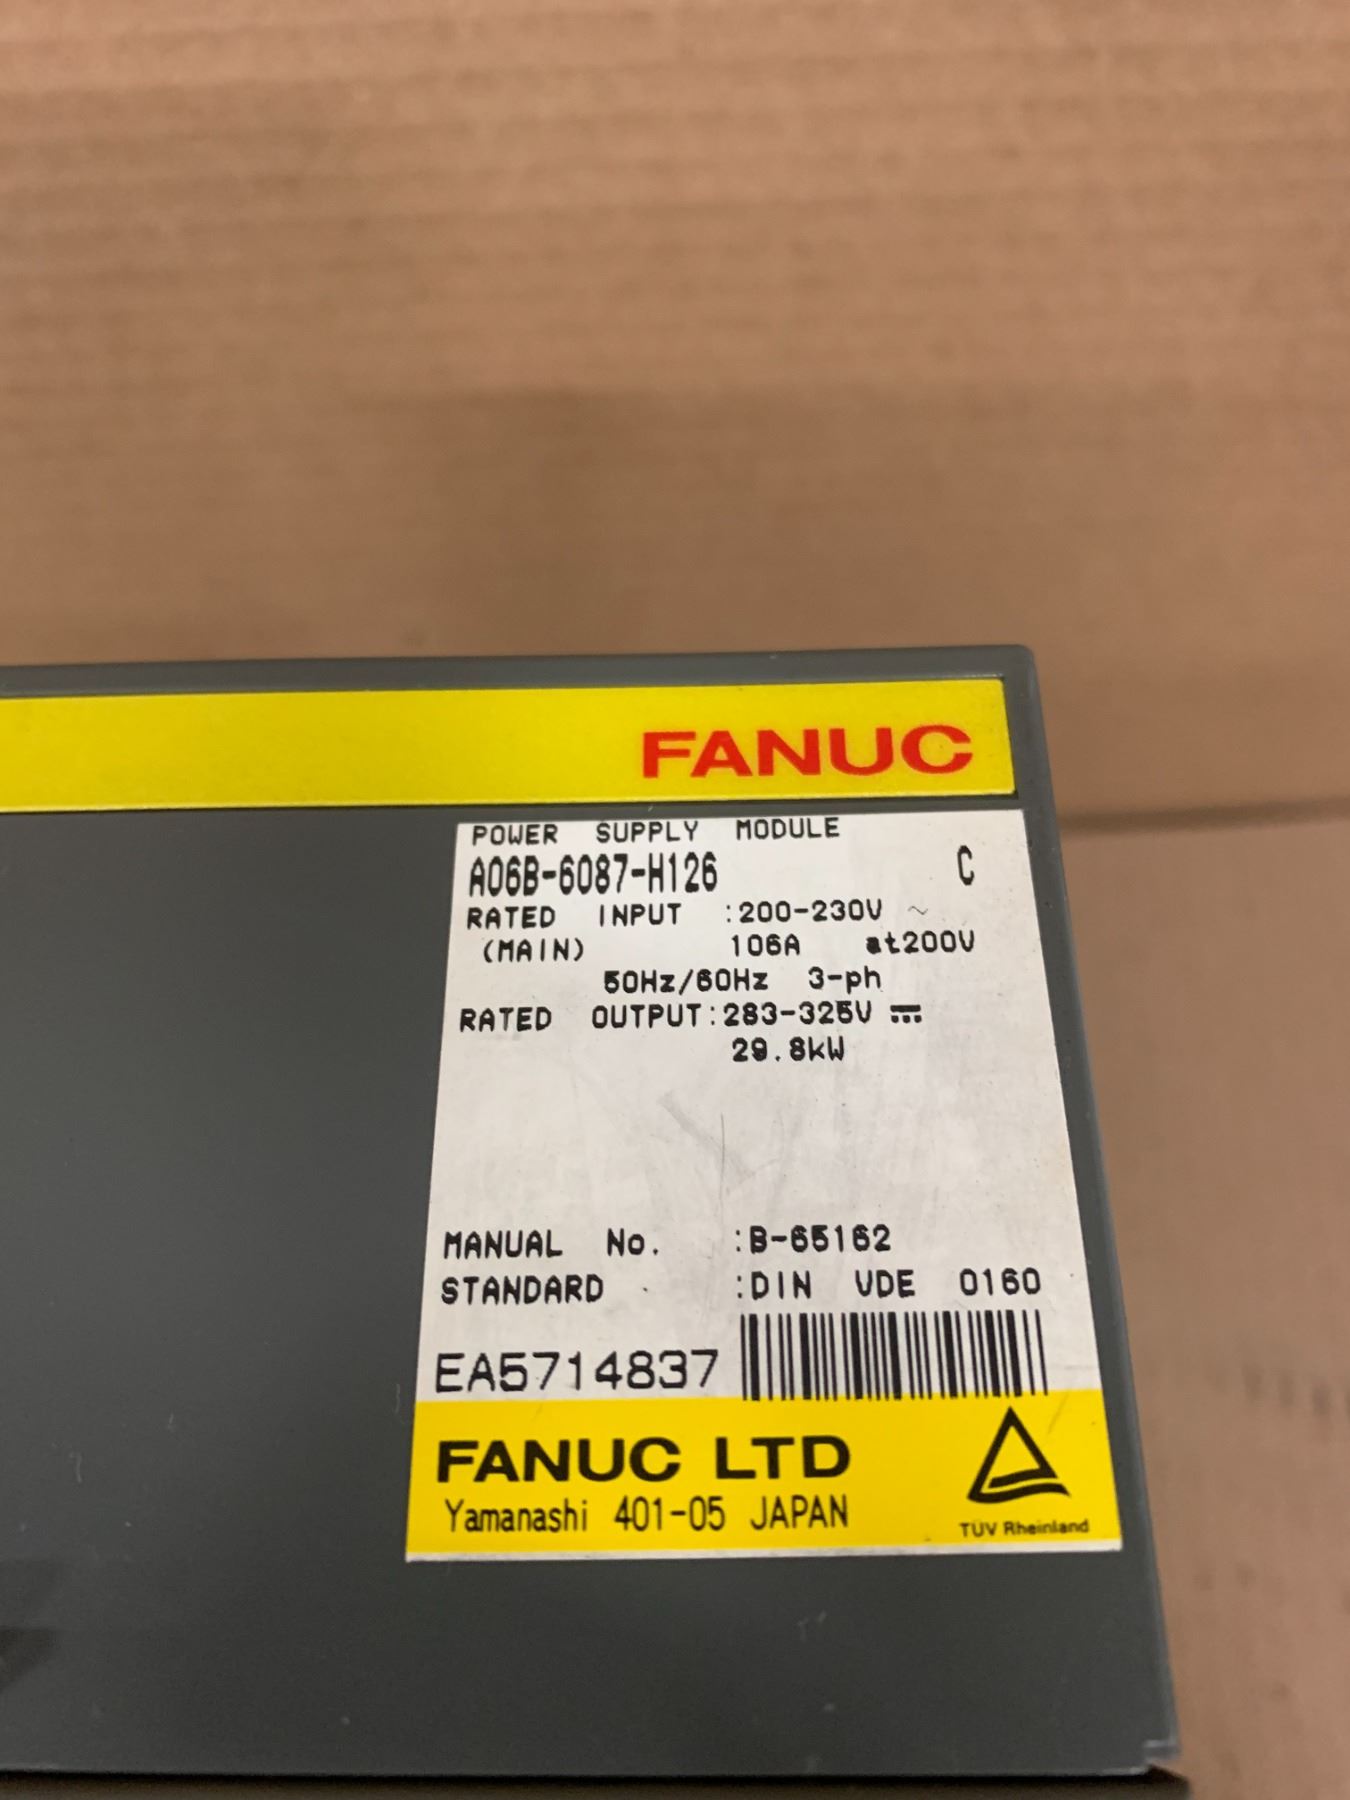 FANUC
POWER SUPPLY MODULE
A06B-6087-H126 C
RATED INPUT :200-230V ~
(MAIN) 106A at200V
50Hz/60Hz 3-ph
RATED OUTPUT:283-325V ⎓
29.8kW
MANUAL No. :B-65162
STANDARD :DIN VDE 0160
EA5714837
FANUC LTD
Yamanashi 401-05 JAPAN
TÜV Rheinland